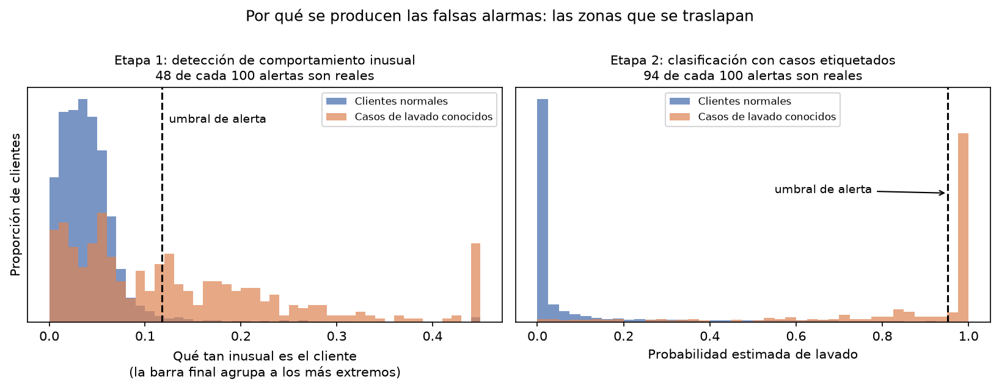 Por qué se producen las falsas alarmas: las zonas que se traslapan
Etapa 1: detección de comportamiento inusual
48 de cada 100 alertas son reales
Clientes normales
Casos de lavado conocidos
umbral de alerta
Proporción de clientes
0.0 0.1 0.2 0.3 0.4
Qué tan inusual es el cliente
(la barra final agrupa a los más extremos)
Etapa 2: clasificación con casos etiquetados
94 de cada 100 alertas son reales
Clientes normales
Casos de lavado conocidos
umbral de alerta
0.0 0.2 0.4 0.6 0.8 1.0
Probabilidad estimada de lavado